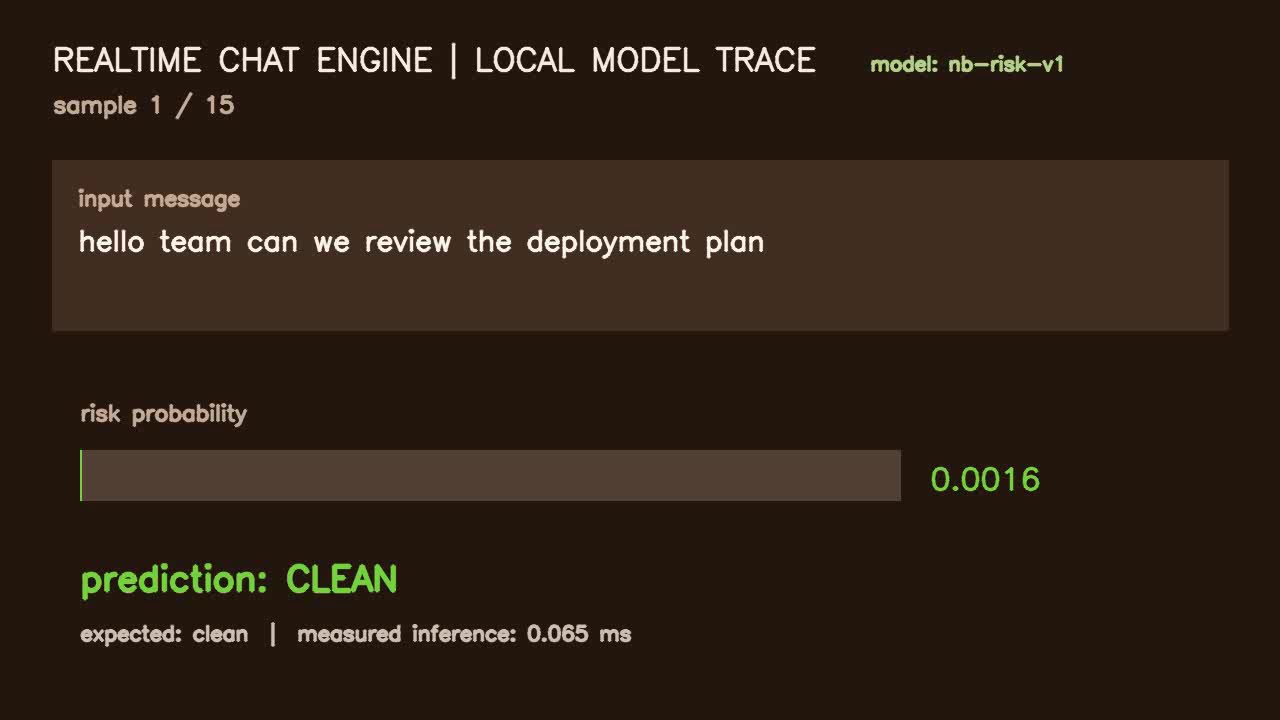 REALTIME CHAT ENGINE | LOCAL MODEL TRACE model: nb-risk-v1
sample 1 / 15
input message
hello team can we review the deployment plan
risk probability
0.0016
prediction: CLEAN
expected: clean | measured inference: 0.065 ms